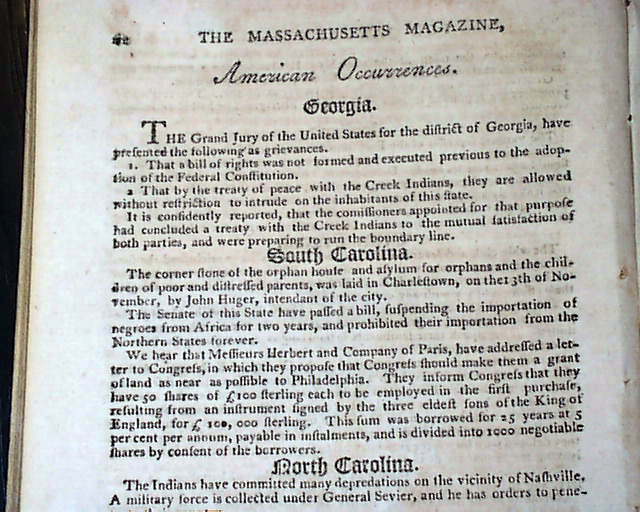 THE MASSACHUSETTS MAGAZINE,
American Occurrences.
Georgia.
THE Grand Jury of the United States for the diſtrict of Georgia, have
preſented the following as grievances.
1. That a bill of rights was not formed and executed previous to the adop-
tion of the Federal Conſtitution.
2 That by the treaty of peace with the Creek Indians, they are allowed
without reſtriction to intrude on the inhabitants of this ſtate.
It is confidently reported, that the comiſſioners appointed for that purpoſe
had concluded a treaty with the Creek Indians to the mutual ſatisfaction of
both parties, and were preparing to run the boundary line.
South Carolina.
The corner ſtone of the orphan houſe and aſylum for orphans and the chil-
dren of poor and diſtreſſed parents, was laid in Charleſtown, on the 13th of No-
vember, by John Huger, intendant of the city.
The Senate of this State have paſſed a bill, ſuſpending the importation of
negroes from Africa for two years, and prohibited their importation from the
Northern States forever.
We hear that Meſſieurs Herbert and Company of Paris, have addreſſed a let-
ter to Congreſs, in which they propoſe that Congreſs ſhould make them a grant
of land as near as poſſible to Philadelphia. They inform Congreſs that they
have 50 ſhares of £100 ſterling each to be employed in the firſt purchaſe,
reſulting from an inſtrument ſigned by the three eldeſt ſons of the King of
England, for £ 100, 000 ſterling. This ſum was borrowed for 25 years at 5
per cent per annum, payable in inſtalments, and is divided into 1000 negotiable
ſhares by conſent of the borrowers.
North Carolina.
The Indians have committed many depredations on the vicinity of Naſhville.
A military force is collected under General Sevier, and he has orders to pene-